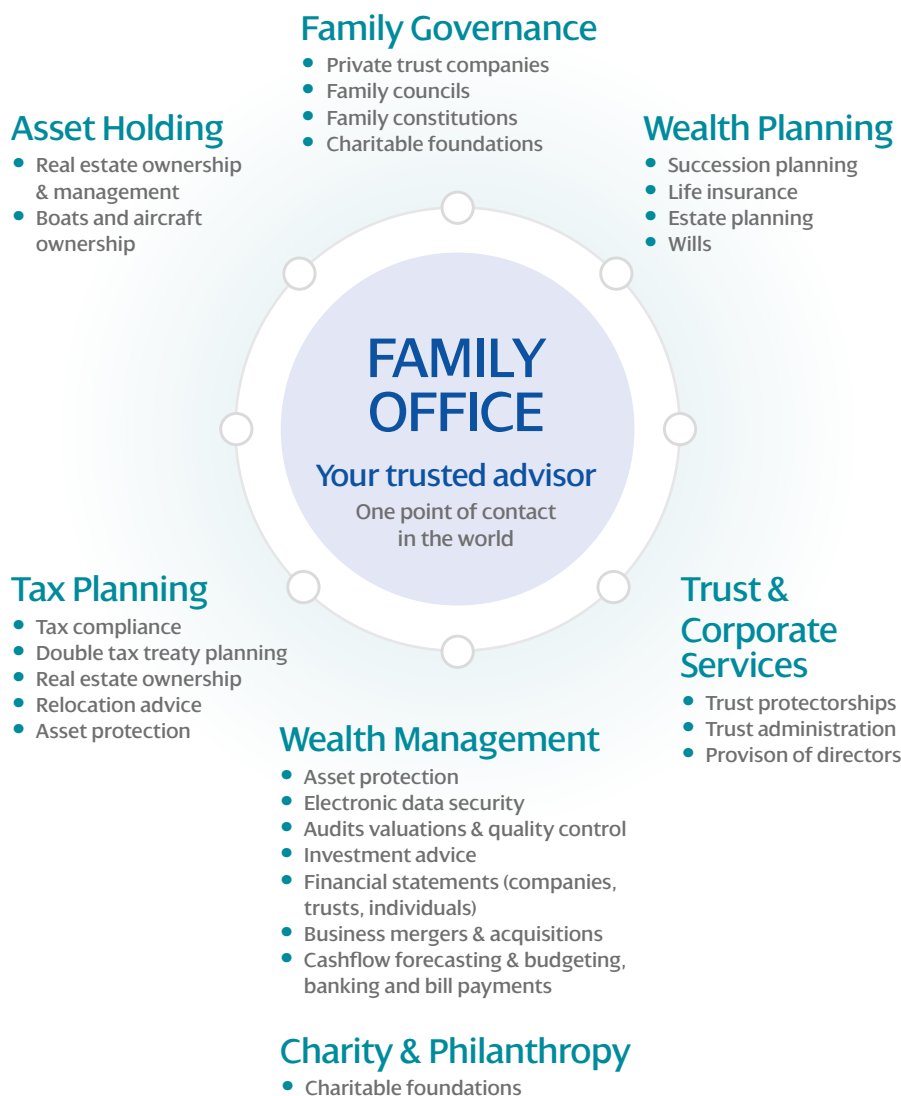 Family Governance
• Private trust companies
• Family councils
• Family constitutions
• Charitable foundations
Asset Holding
• Real estate ownership
& management
• Boats and aircraft
ownership
Wealth Planning
• Succession planning
• Life insurance
• Estate planning
• Wills
FAMILY
OFFICE
Your trusted advisor
One point of contact
in the world
Tax Planning
• Tax compliance
• Double tax treaty planning
• Real estate ownership
• Relocation advice
• Asset protection
Trust &
Corporate
Services
• Trust protectorships
• Trust administration
• Provison of directors
Wealth Management
• Asset protection
• Electronic data security
• Audits valuations & quality control
• Investment advice
• Financial statements (companies,
trusts, individuals)
• Business mergers & acquisitions
• Cashflow forecasting & budgeting,
banking and bill payments
Charity & Philanthropy
• Charitable foundations